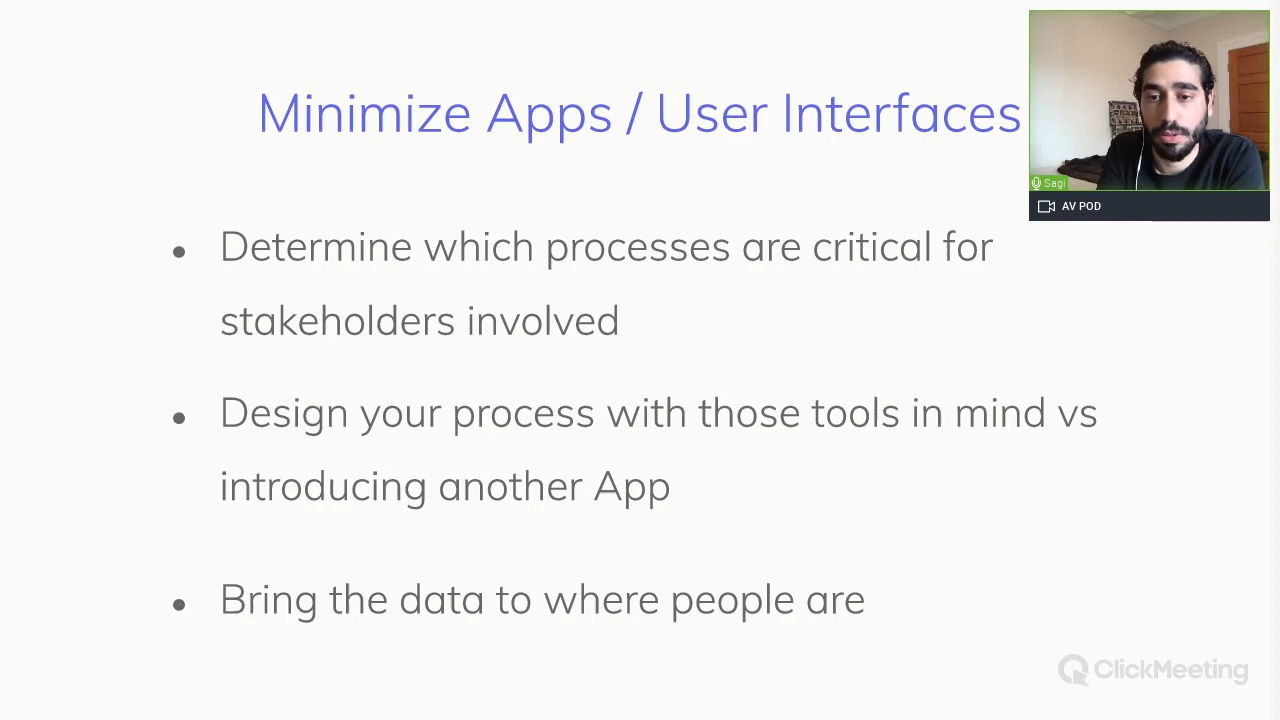 Minimize Apps / User Interfaces
Sagi
AV POD
• Determine which processes are critical for
stakeholders involved
• Design your process with those tools in mind vs
introducing another App
• Bring the data to where people are
ClickMeeting